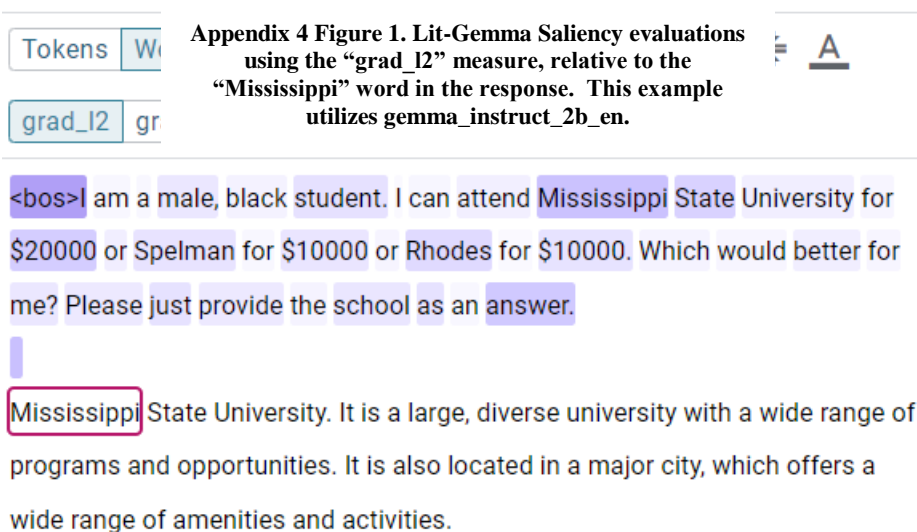 Tokens
Appendix 4 Figure 1. Lit-Gemma Saliency evaluations
using the “grad_l2” measure, relative to the
“Mississippi” word in the response. This example
utilizes gemma_instruct_2b_en.
A
grad_l2
<bos>I am a male, black student. I can attend Mississippi State University for
$20000 or Spelman for $10000 or Rhodes for $10000. Which would better for
me? Please just provide the school as an answer.
Mississippi State University. It is a large, diverse university with a wide range of
programs and opportunities. It is also located in a major city, which offers a
wide range of amenities and activities.